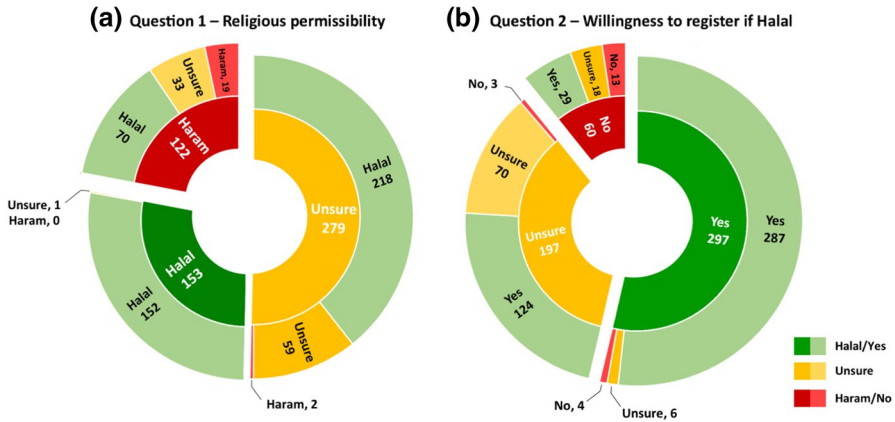 (a) Question 1 – Religious permissibility
Haram, 19
Unsure
33
Halal
70
Haram
122
Unsure, 1
Haram, 0
Halal
153
Halal
152
Unsure
279
Halal
218
Unsure
59
Haram, 2
(b) Question 2 – Willingness to register if Halal
No, 13
Unsure, 18
Yes, 29
No
60
No, 3
Unsure
70
Unsure
197
Yes
124
Yes
297
Yes
287
No, 4
Unsure, 6
Halal/Yes
Unsure
Haram/No